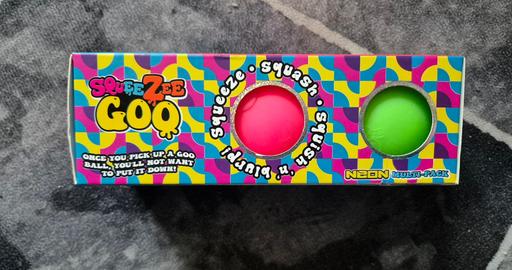 SQUEEZEE
GOO
ONCE YOU PICK UP A GOO
BALL, YOU'LL NOT WANT
TO PUT IT DOWN!
Squeeze • Squash • Squish 'n' blurp!
NEON MULTI-PACK